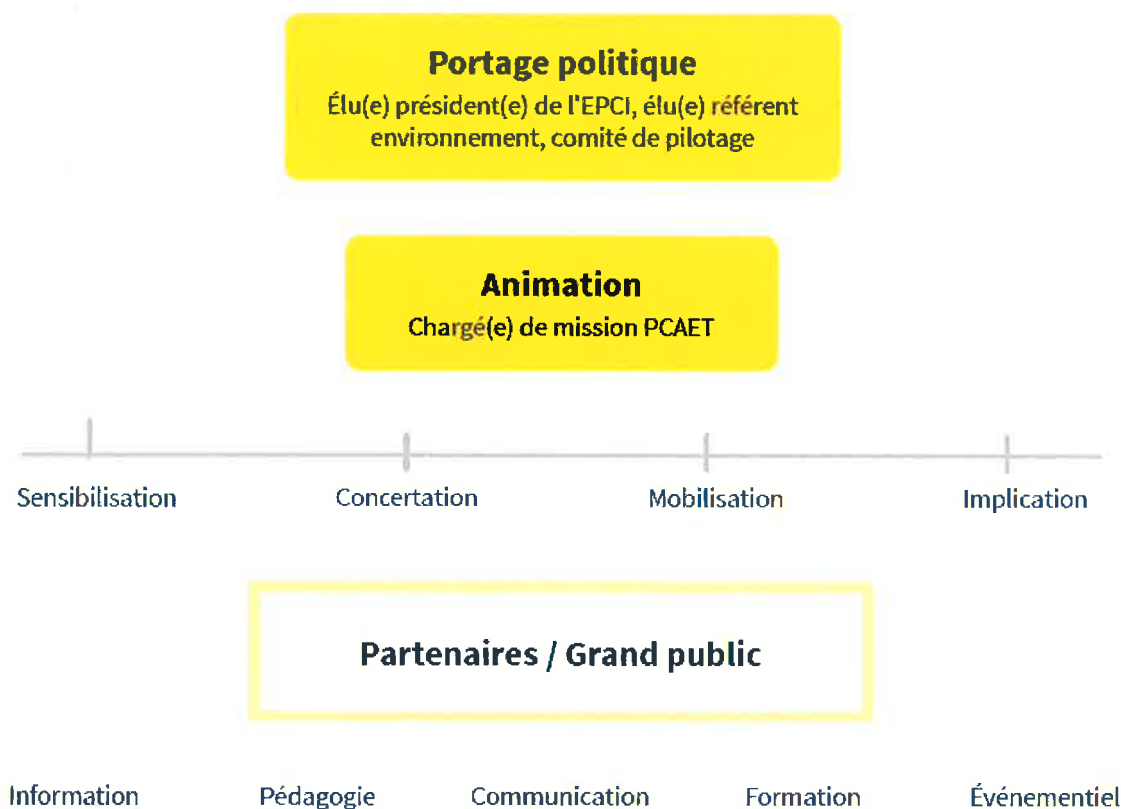 Portage politique
Élu(e) président(e) de l'EPCI, élu(e) référent
environnement, comité de pilotage
Animation
Chargé(e) de mission PCAET
Sensibilisation Concertation Mobilisation Implication
Partenaires / Grand public
Information Pédagogie Communication Formation Événementiel